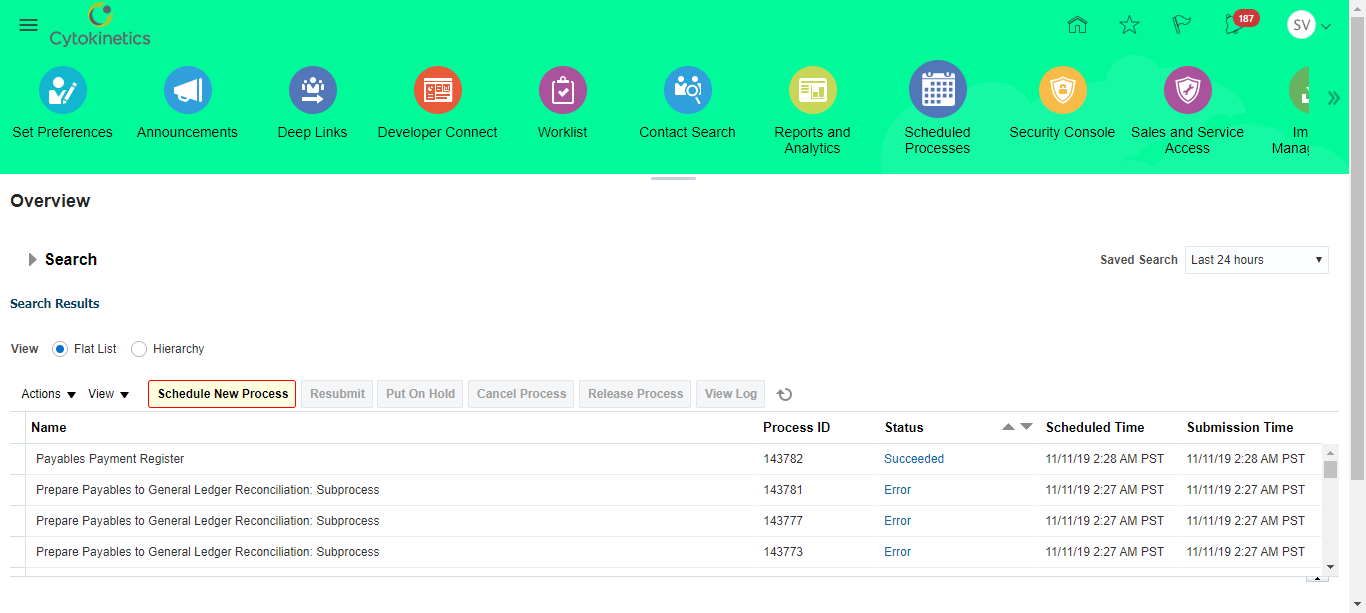 Cytokinetics
187
SV
Set Preferences
Announcements
Deep Links
Developer Connect
Worklist
Contact Search
Reports and
Analytics
Scheduled
Processes
Security Console
Sales and Service
Access
Im
Manag
Overview
Search
Saved Search Last 24 hours
Search Results
View Flat List Hierarchy
Actions View Schedule New Process Resubmit Put On Hold Cancel Process Release Process View Log
Name Process ID Status Scheduled Time Submission Time
Payables Payment Register 143782 Succeeded 11/11/19 2:28 AM PST 11/11/19 2:28 AM PST
Prepare Payables to General Ledger Reconciliation: Subprocess 143781 Error 11/11/19 2:27 AM PST 11/11/19 2:27 AM PST
Prepare Payables to General Ledger Reconciliation: Subprocess 143777 Error 11/11/19 2:27 AM PST 11/11/19 2:27 AM PST
Prepare Payables to General Ledger Reconciliation: Subprocess 143773 Error 11/11/19 2:27 AM PST 11/11/19 2:27 AM PST